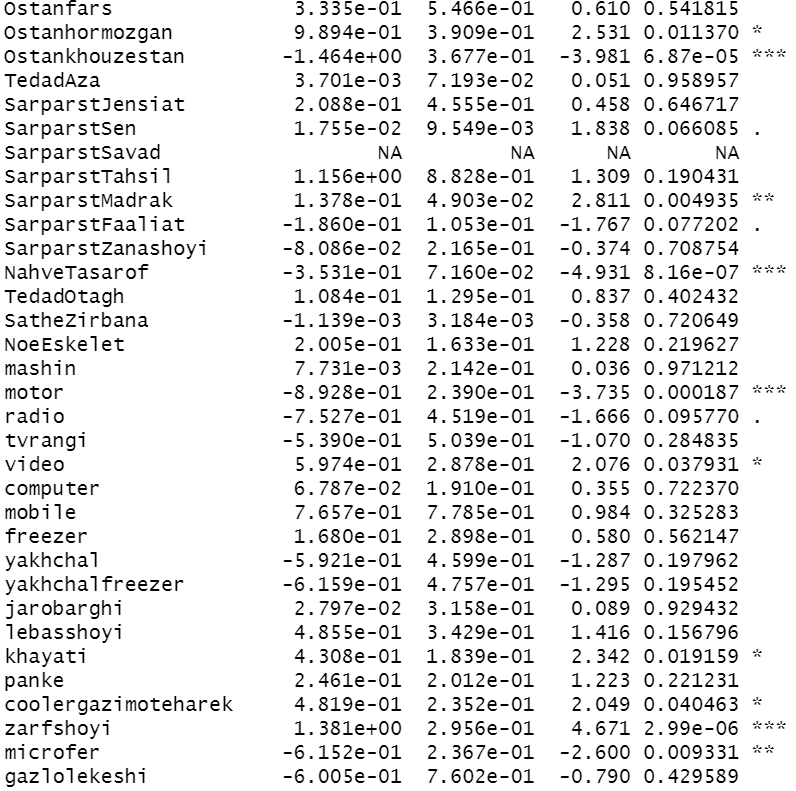 Ostanfars 3.335e-01 5.466e-01 0.610 0.541815
Ostanhormozgan 9.894e-01 3.909e-01 2.531 0.011370 *
Ostankhouzestan -1.464e+00 3.677e-01 -3.981 6.87e-05 ***
TedadAza 3.701e-03 7.193e-02 0.051 0.958957
SarparstJensiat 2.088e-01 4.555e-01 0.458 0.646717
SarparstSen 1.755e-02 9.549e-03 1.838 0.066085 .
SarparstSavad NA NA NA NA
SarparstTahsil 1.156e+00 8.828e-01 1.309 0.190431
SarparstMadrak 1.378e-01 4.903e-02 2.811 0.004935 **
SarparstFaaliat -1.860e-01 1.053e-01 -1.767 0.077202 .
SarparstZanashoyi -8.086e-02 2.165e-01 -0.374 0.708754
NahveTasarof -3.531e-01 7.160e-02 -4.931 8.16e-07 ***
TedadOtagh 1.084e-01 1.295e-01 0.837 0.402432
SatheZirbana -1.139e-03 3.184e-03 -0.358 0.720649
NoeEskelet 2.005e-01 1.633e-01 1.228 0.219627
mashin 7.731e-03 2.142e-01 0.036 0.971212
motor -8.928e-01 2.390e-01 -3.735 0.000187 ***
radio -7.527e-01 4.519e-01 -1.666 0.095770 .
tvrangi -5.390e-01 5.039e-01 -1.070 0.284835
video 5.974e-01 2.878e-01 2.076 0.037931 *
computer 6.787e-02 1.910e-01 0.355 0.722370
mobile 7.657e-01 7.785e-01 0.984 0.325283
freezer 1.680e-01 2.898e-01 0.580 0.562147
yakhchal -5.921e-01 4.599e-01 -1.287 0.197962
yakhchalfreezer -6.159e-01 4.757e-01 -1.295 0.195452
jarobarghi 2.797e-02 3.158e-01 0.089 0.929432
lebasshoyi 4.855e-01 3.429e-01 1.416 0.156796
khayati 4.308e-01 1.839e-01 2.342 0.019159 *
panke 2.461e-01 2.012e-01 1.223 0.221231
coolergazimoteharek 4.819e-01 2.352e-01 2.049 0.040463 *
zarfshoyi 1.381e+00 2.956e-01 4.671 2.99e-06 ***
microfer -6.152e-01 2.367e-01 -2.600 0.009331 **
gazlolekeshi -6.005e-01 7.602e-01 -0.790 0.429589